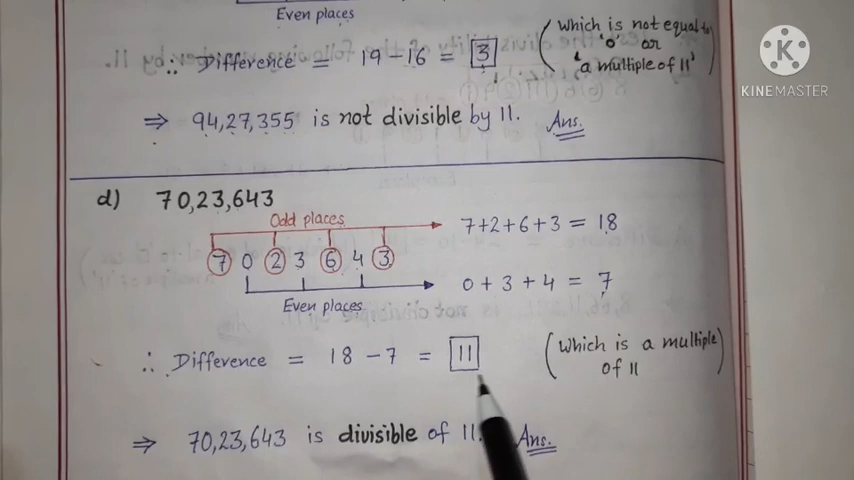 Even places
∴ Difference = 19 - 16 = 3 (which is not equal to '0' or 'a multiple of 11')
KINEMASTER
⇒ 94,27,355 is not divisible by 11. Ans.
d) 70,23,643
Odd places
7+2+6+3 = 18
7 0 2 3 6 4 3
0 + 3 + 4 = 7
Even places
∴ Difference = 18 - 7 = 11 (which is a multiple of 11)
⇒ 70,23,643 is divisible of 11. Ans.